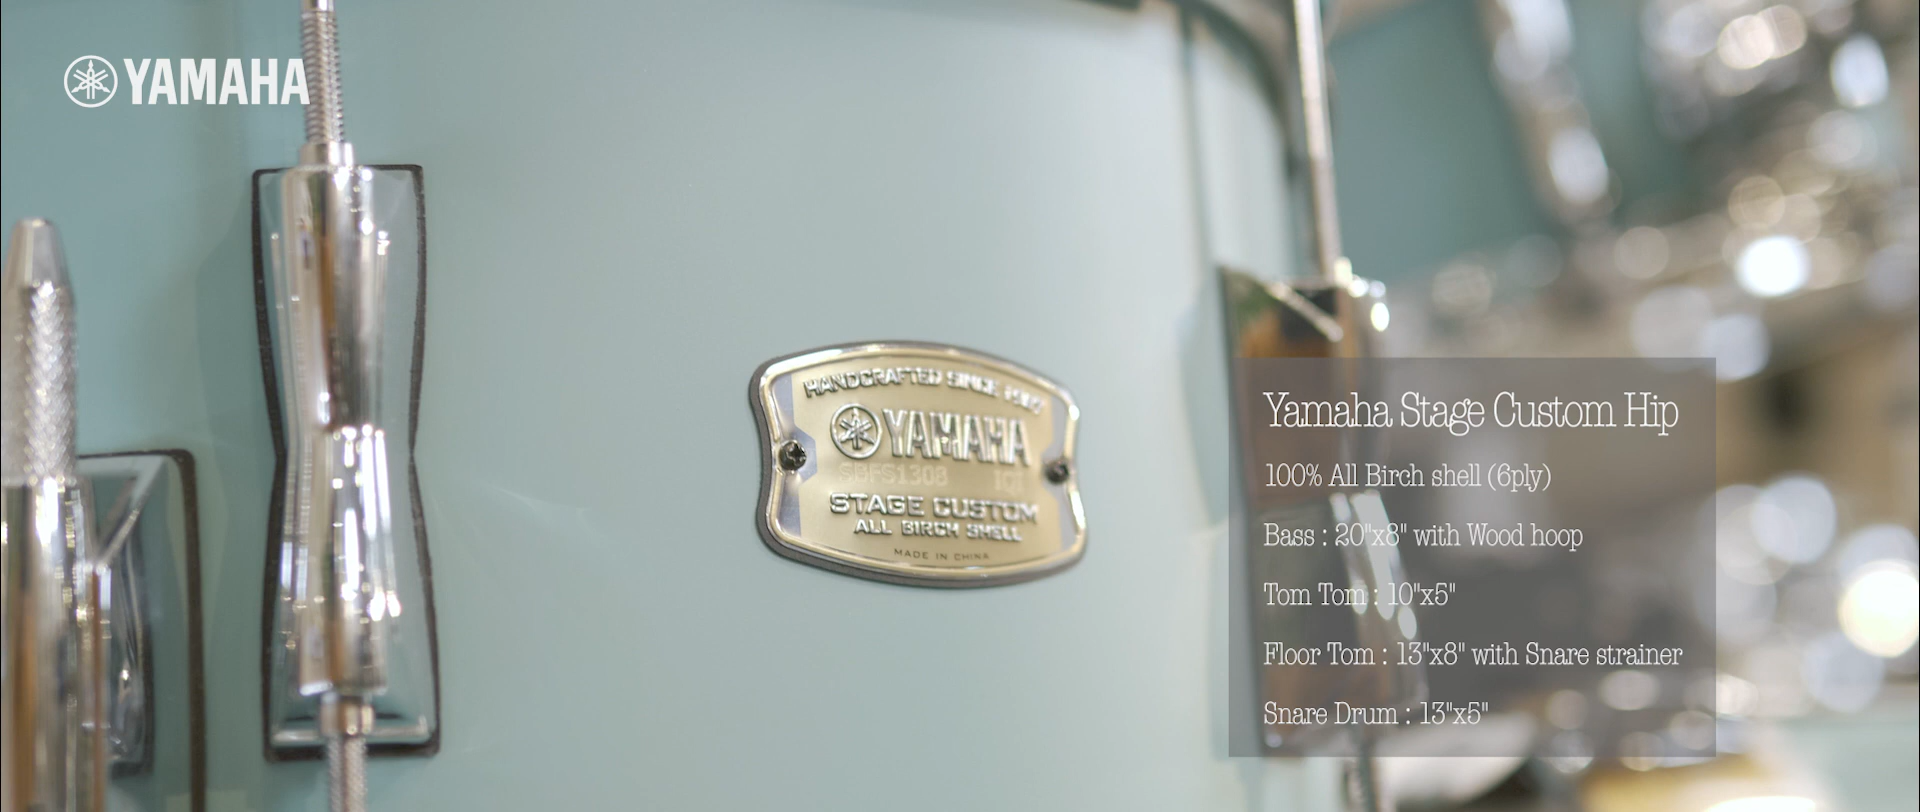 YAMAHA
HANDCRAFTED SINCE 1967
YAMAHA
SBFS1308
STAGE CUSTOM
ALL BIRCH SHELL
MADE IN CHINA
Yamaha Stage Custom Hip
100% All Birch shell (6ply)
Bass : 20"x8" with Wood hoop
Tom Tom : 10"x5"
Floor Tom : 13"x8" with Snare strainer
Snare Drum : 13"x5"